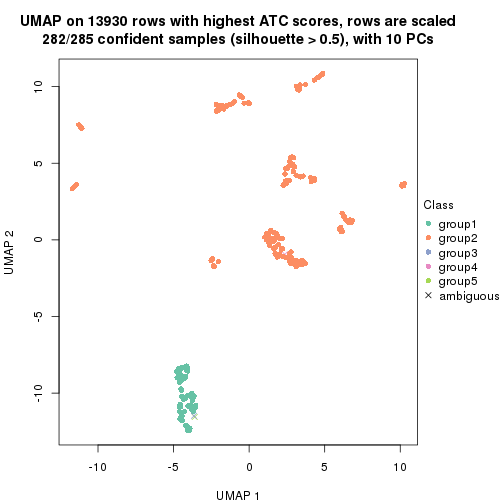 UMAP on 13930 rows with highest ATC scores, rows are scaled
282/285 confident samples (silhouette > 0.5), with 10 PCs
10
5
0
-5
-10
UMAP 2
-10
-5
0
5
10
UMAP 1
Class
group1
group2
group3
group4
group5
ambiguous